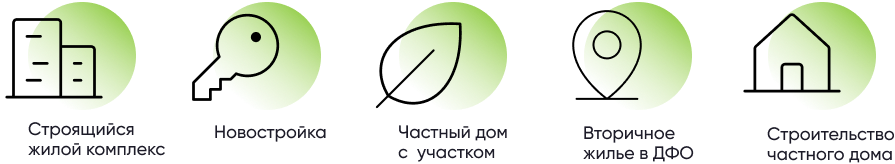 Строящийся
жилой комплекс
Новостройка
Частный дом
с участком
Вторичное
жилье в ДФО
Строительство
частного дома